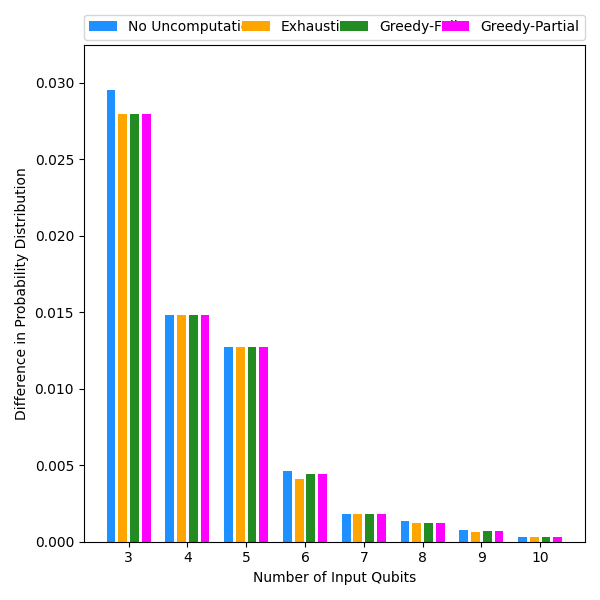 No Uncomputati Exhausti Greedy-F Greedy-Partial
0.030
0.025
0.020
0.015
0.010
0.005
0.000
Difference in Probability Distribution
3 4 5 6 7 8 9 10
Number of Input Qubits